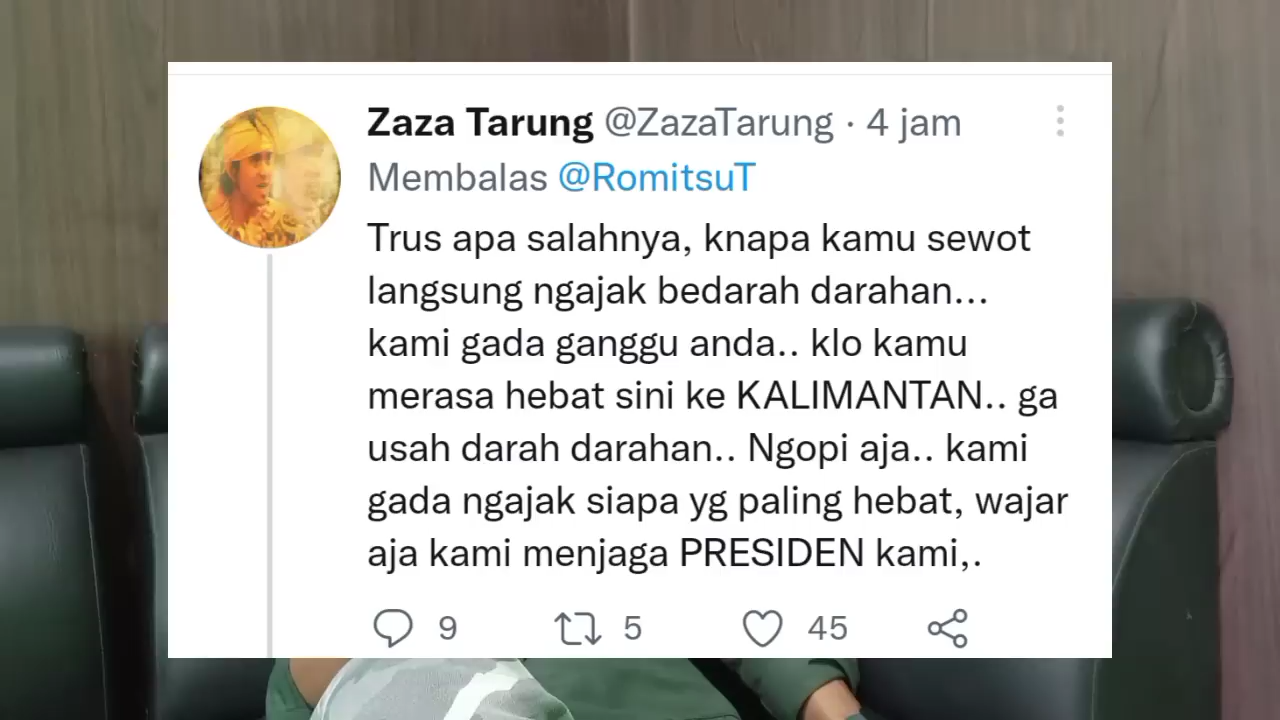 Zaza Tarung @ZazaTarung · 4 jam
Membalas @RomitsuT
Trus apa salahnya, knapa kamu sewot
langsung ngajak bedarah darahan...
kami gada ganggu anda.. klo kamu
merasa hebat sini ke KALIMANTAN.. ga
usah darah darahan.. Ngopi aja.. kami
gada ngajak siapa yg paling hebat, wajar
aja kami menjaga PRESIDEN kami,.
9 5 45